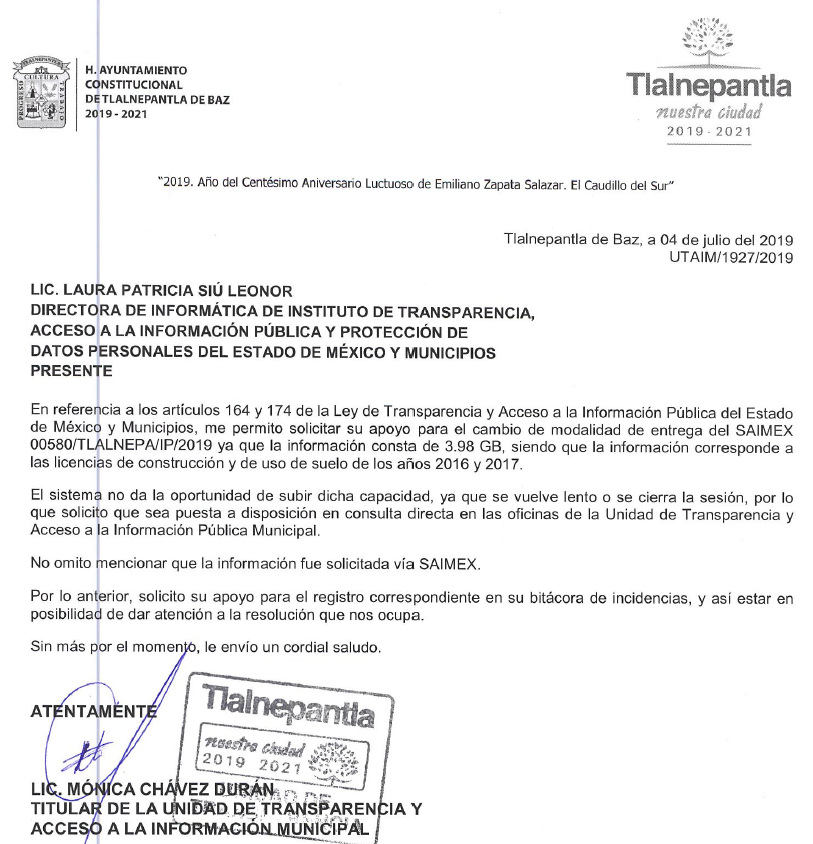 TLALNEPANTLA
CULTURA
PROGRESO
TRABAJO
H. AYUNTAMIENTO
CONSTITUCIONAL
DE TLALNEPANTLA DE BAZ
2019 - 2021
Tlalnepantla
nuestra ciudad
2019 - 2021
"2019. Año del Centésimo Aniversario Luctuoso de Emiliano Zapata Salazar. El Caudillo del Sur"
Tlalnepantla de Baz, a 04 de julio del 2019
UTAIM/1927/2019
LIC. LAURA PATRICIA SIÚ LEONOR
DIRECTORA DE INFORMÁTICA DE INSTITUTO DE TRANSPARENCIA,
ACCESO A LA INFORMACIÓN PÚBLICA Y PROTECCIÓN DE
DATOS PERSONALES DEL ESTADO DE MÉXICO Y MUNICIPIOS
PRESENTE
En referencia a los artículos 164 y 174 de la Ley de Transparencia y Acceso a la Información Pública del Estado
de México y Municipios, me permito solicitar su apoyo para el cambio de modalidad de entrega del SAIMEX
00580/TLALNEPA/IP/2019 ya que la información consta de 3.98 GB, siendo que la información corresponde a
las licencias de construcción y de uso de suelo de los años 2016 y 2017.
El sistema no da la oportunidad de subir dicha capacidad, ya que se vuelve lento o se cierra la sesión, por lo
que solicito que sea puesta a disposición en consulta directa en las oficinas de la Unidad de Transparencia y
Acceso a la Información Pública Municipal.
No omito mencionar que la información fue solicitada vía SAIMEX.
Por lo anterior, solicito su apoyo para el registro correspondiente en su bitácora de incidencias, y así estar en
posibilidad de dar atención a la resolución que nos ocupa.
Sin más por el momento, le envío un cordial saludo.
ATENTAMENTE
Tlalnepantla
nuestra ciudad
2019 2021
UNIDAD DE
LIC. MÓNICA CHÁVEZ DURÁN
TITULAR DE LA UNIDAD DE TRANSPARENCIA Y
ACCESO A LA INFORMACIÓN MUNICIPAL